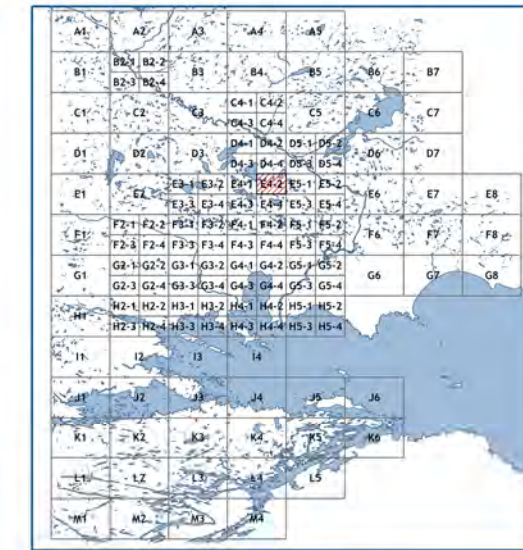 A1 A2 A3 A4 A5
B2-1 B2-2
B1 B3 B4 B5 B6 B7
B2-3 B2-4
C4-1 C4-2
C1 C2 C3 C5 C6 C7
C4-3 C4-4
D4-1 D4-2 D5-1 D5-2
D1 D2 D3 D6 D7
D4-3 D4-4 D5-3 D5-4
E3-1 E3-2 E4-1 E4-2 E5-1 E5-2
E1 E2 E6 E7 E8
E3-3 E3-4 E4-3 E4-4 E5-3 E5-4
F2-1 F2-2 F3-1 F3-2 F4-1 F4-2 F5-1 F5-2
F1 F6 F7 F8
F2-3 F2-4 F3-3 F3-4 F4-3 F4-4 F5-3 F5-4
G2-1 G2-2 G3-1 G3-2 G4-1 G4-2 G5-1 G5-2
G1 G6 G7 G8
G2-3 G2-4 G3-3 G3-4 G4-3 G4-4 G5-3 G5-4
H2-1 H2-2 H3-1 H3-2 H4-1 H4-2 H5-1 H5-2
H1
H2-3 H2-4 H3-3 H3-4 H4-3 H4-4 H5-3 H5-4
I1 I2 I3 I4
J1 J2 J3 J4 J5 J6
K1 K2 K3 K4 K5 K6
L1 L2 L3 L4 L5
M1 M2 M3 M4